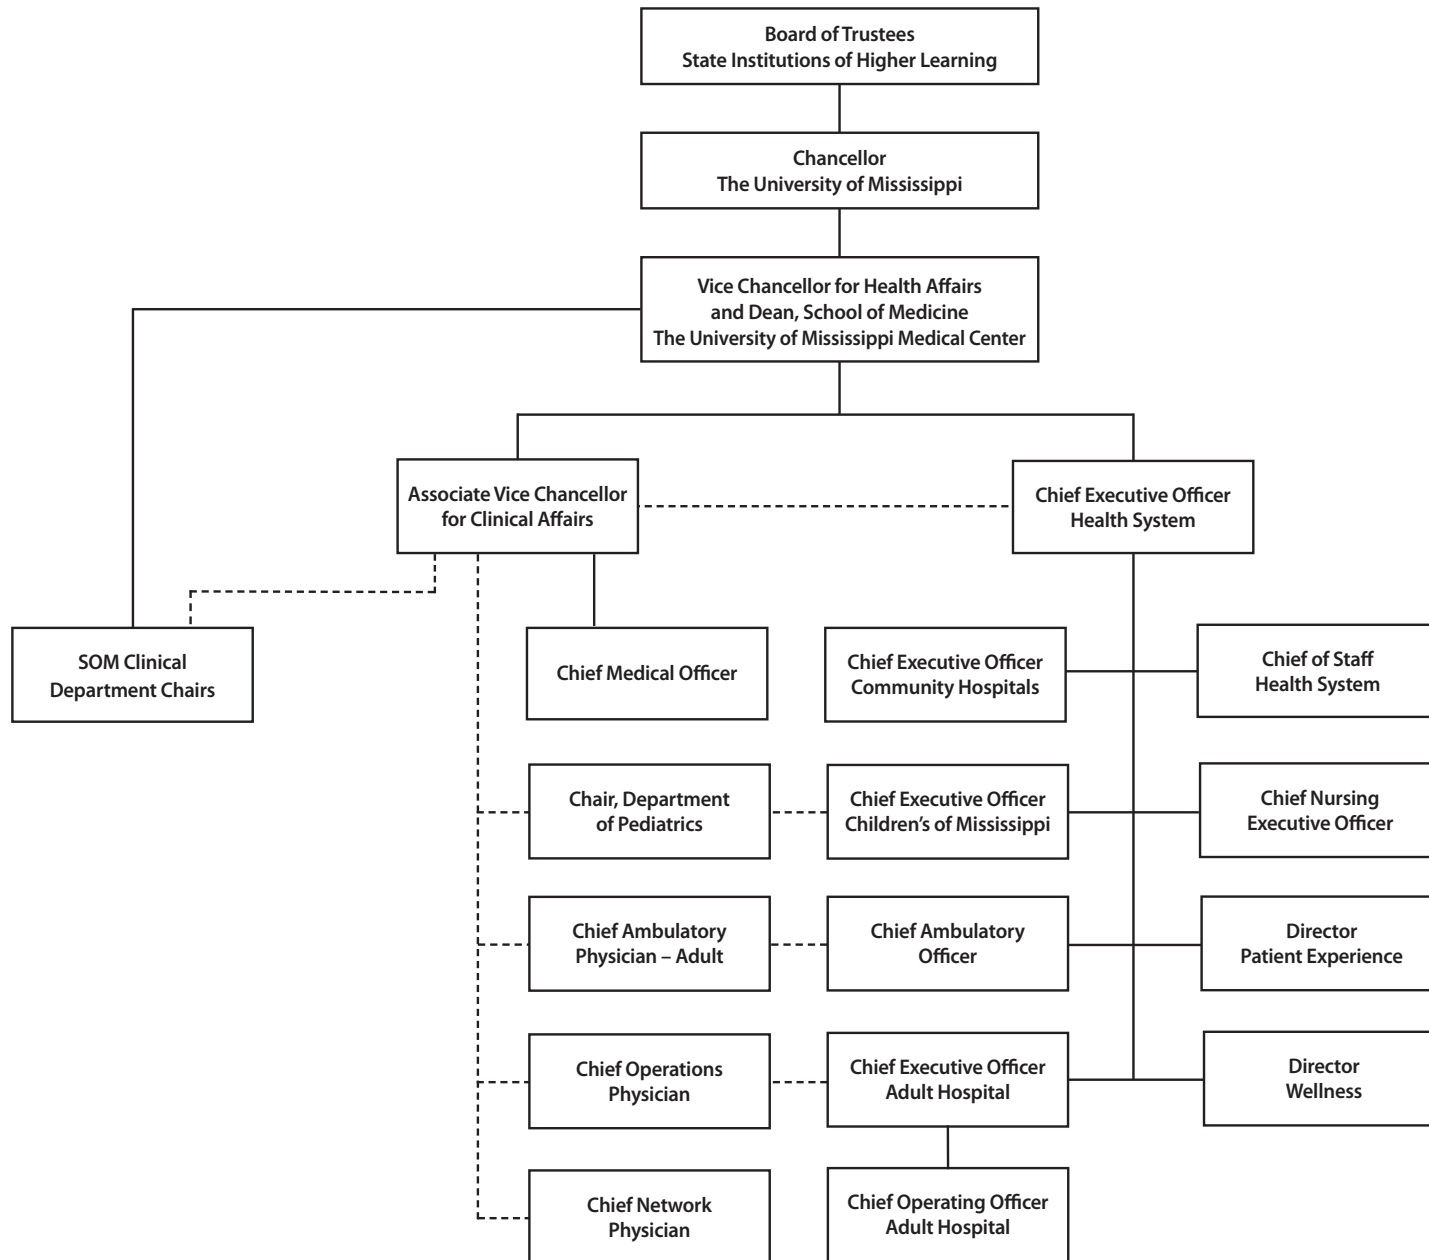 Board of Trustees
State Institutions of Higher Learning
Chancellor
The University of Mississippi
Vice Chancellor for Health Affairs
and Dean, School of Medicine
The University of Mississippi Medical Center
Associate Vice Chancellor
for Clinical Affairs
Chief Executive Officer
Health System
SOM Clinical
Department Chairs
Chief Medical Officer
Chief Executive Officer
Community Hospitals
Chief of Staff
Health System
Chair, Department
of Pediatrics
Chief Executive Officer
Children’s of Mississippi
Chief Nursing
Executive Officer
Chief Ambulatory
Physician – Adult
Chief Ambulatory
Officer
Director
Patient Experience
Chief Operations
Physician
Chief Executive Officer
Adult Hospital
Director
Wellness
Chief Network
Physician
Chief Operating Officer
Adult Hospital